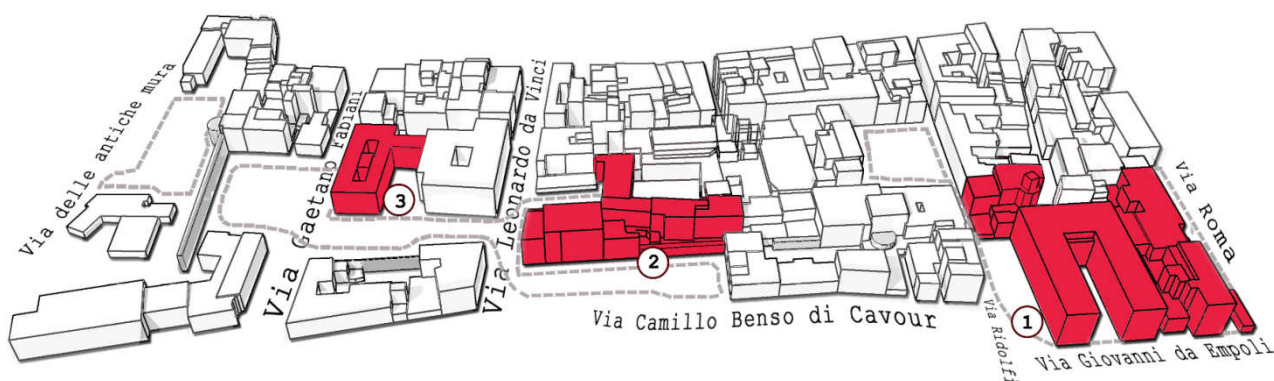 Via delle antiche mura
Via Gaetano Fabiani
Via Leonardo da Vinci
Via Roma
3
2
1
Via Camillo Benso di Cavour
Via Ridolfi
Via Giovanni da Empoli